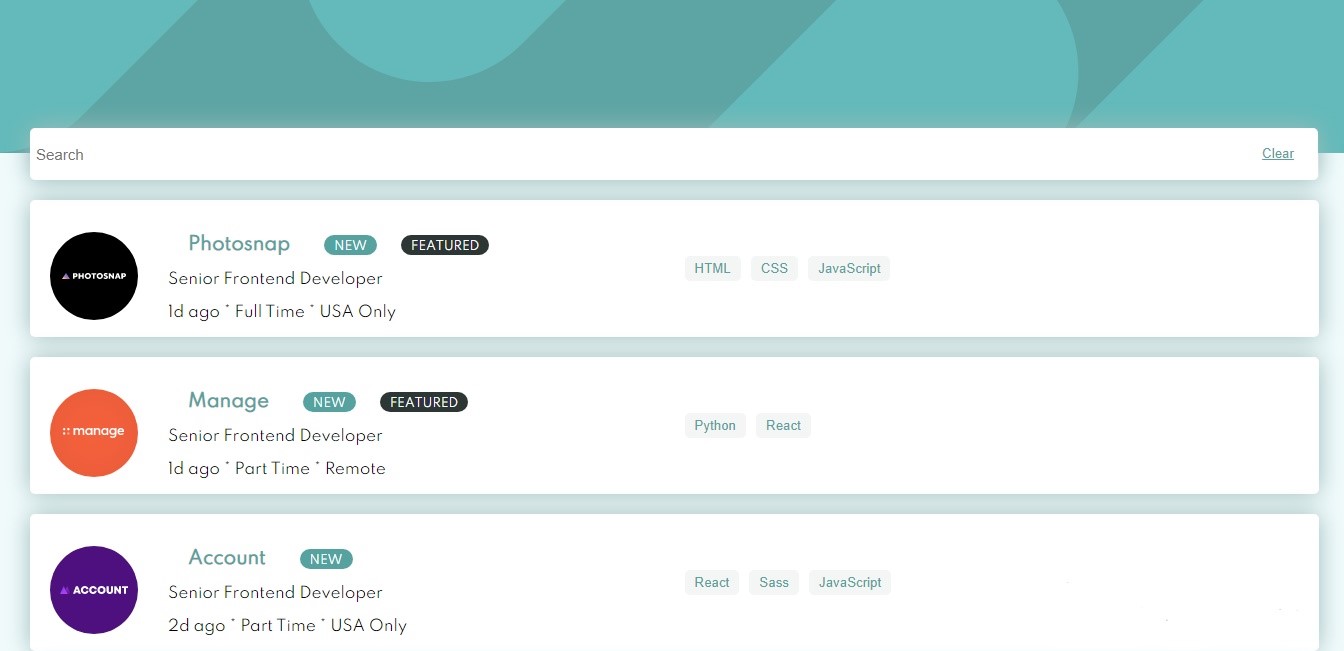 Search Clear
PHOTOSNAP
Photosnap NEW FEATURED
Senior Frontend Developer
1d ago * Full Time * USA Only
HTML CSS JavaScript
:: manage
Manage NEW FEATURED
Senior Frontend Developer
1d ago * Part Time * Remote
Python React
ACCOUNT
Account NEW
Senior Frontend Developer
2d ago * Part Time * USA Only
React Sass JavaScript